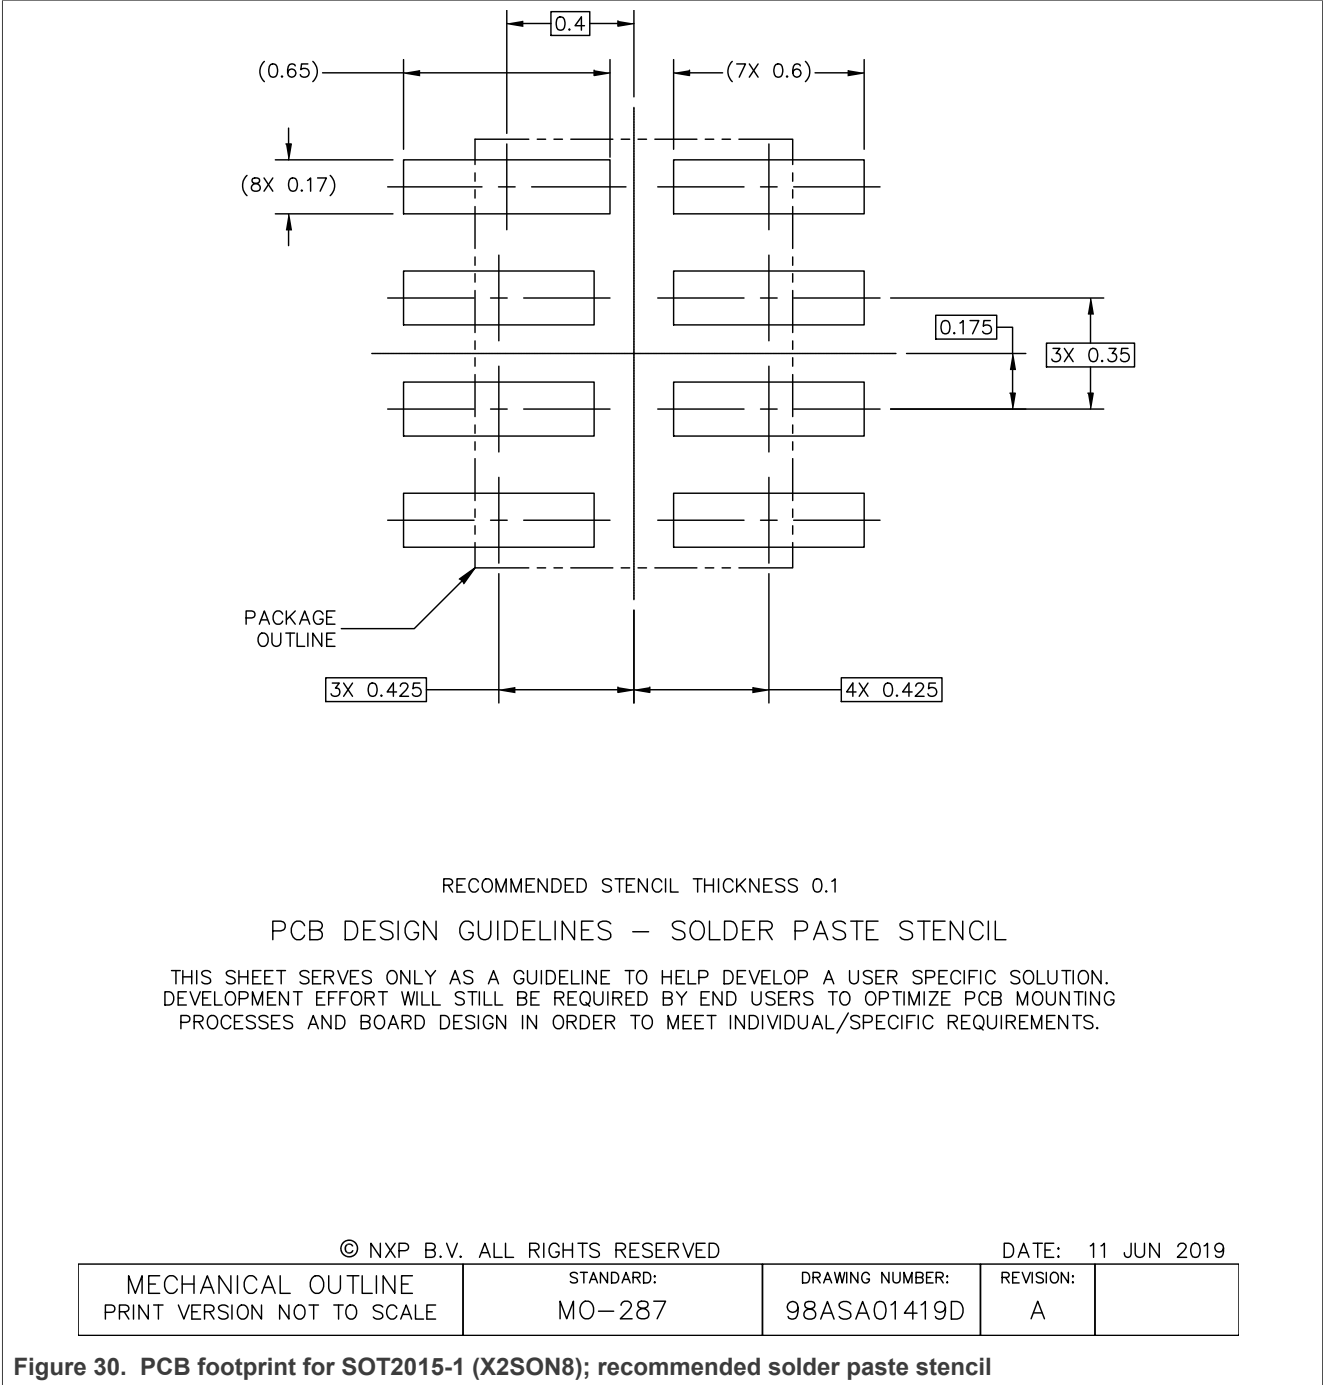 0.4
(0.65)
(7X 0.6)
(8X 0.17)
0.175
3X 0.35
PACKAGE
OUTLINE
3X 0.425
4X 0.425
RECOMMENDED STENCIL THICKNESS 0.1
PCB DESIGN GUIDELINES – SOLDER PASTE STENCIL
THIS SHEET SERVES ONLY AS A GUIDELINE TO HELP DEVELOP A USER SPECIFIC SOLUTION.
DEVELOPMENT EFFORT WILL STILL BE REQUIRED BY END USERS TO OPTIMIZE PCB MOUNTING
PROCESSES AND BOARD DESIGN IN ORDER TO MEET INDIVIDUAL/SPECIFIC REQUIREMENTS.
© NXP B.V. ALL RIGHTS RESERVED
DATE: 11 JUN 2019
MECHANICAL OUTLINE
PRINT VERSION NOT TO SCALE
STANDARD:
MO–287
DRAWING NUMBER:
98ASA01419D
REVISION:
A
Figure 30. PCB footprint for SOT2015-1 (X2SON8); recommended solder paste stencil